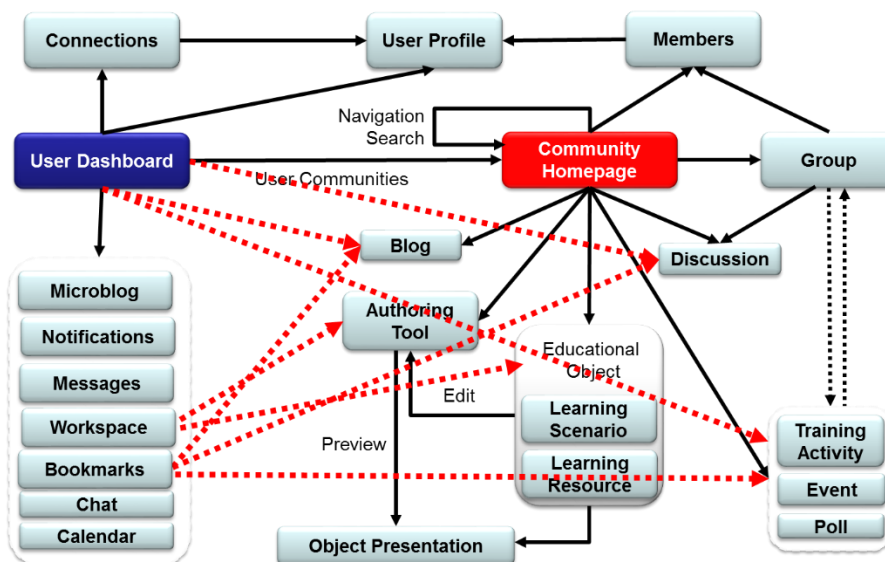 Connections
User Profile
Members
Navigation
Search
User Dashboard
User Communities
Community
Homepage
Group
Blog
Discussion
Microblog
Notifications
Messages
Workspace
Bookmarks
Chat
Calendar
Authoring
Tool
Educational
Object
Edit
Learning
Scenario
Preview
Learning
Resource
Training
Activity
Event
Poll
Object Presentation